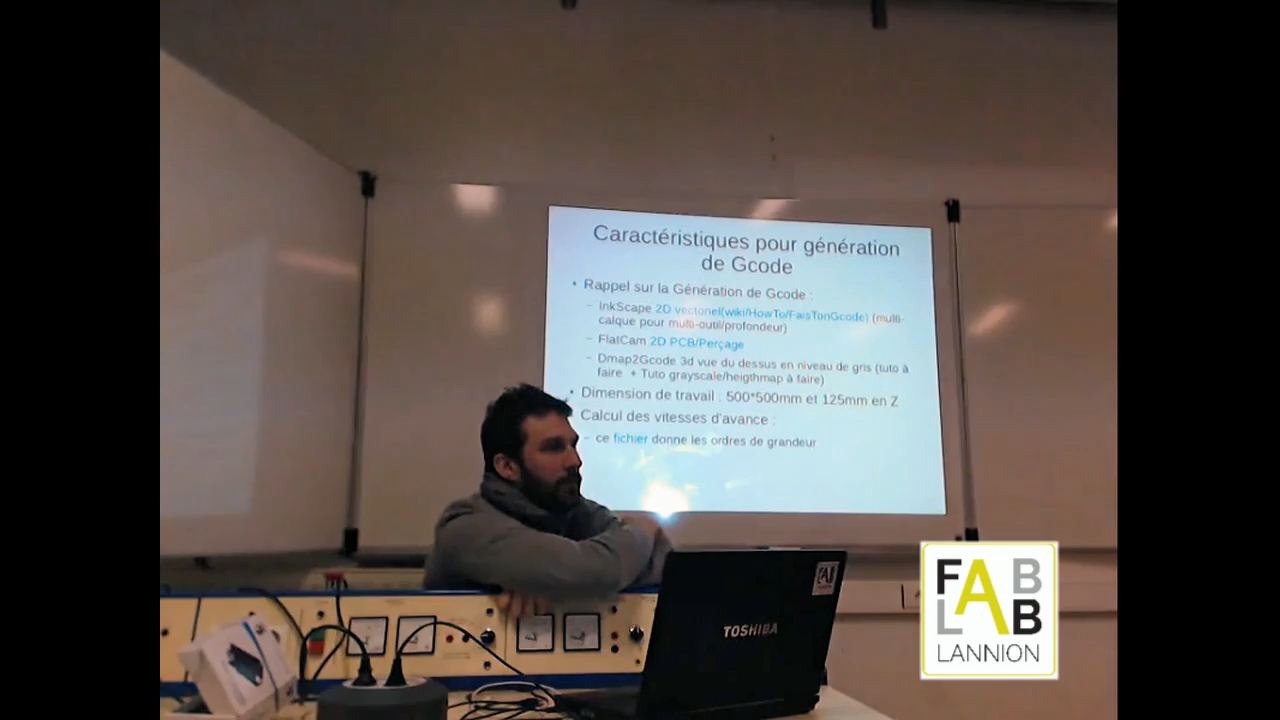 Caractéristiques pour génération
de Gcode
• Rappel sur la Génération de Gcode :
– InkScape 2D vectoriel(wiki/HowTo/FaisTonGcode) (multi-
calque pour multi-outil/profondeur)
– FlatCam 2D PCB/Perçage
– Dmap2Gcode 3d vue du dessus en niveau de gris (tuto à
faire + Tuto grayscale/heigthmap à faire)
• Dimension de travail : 500*500mm et 125mm en Z
Calcul des vitesses d'avance :
– ce fichier donne les ordres de grandeur
TOSHIBA
FAB
LAB
LANNION